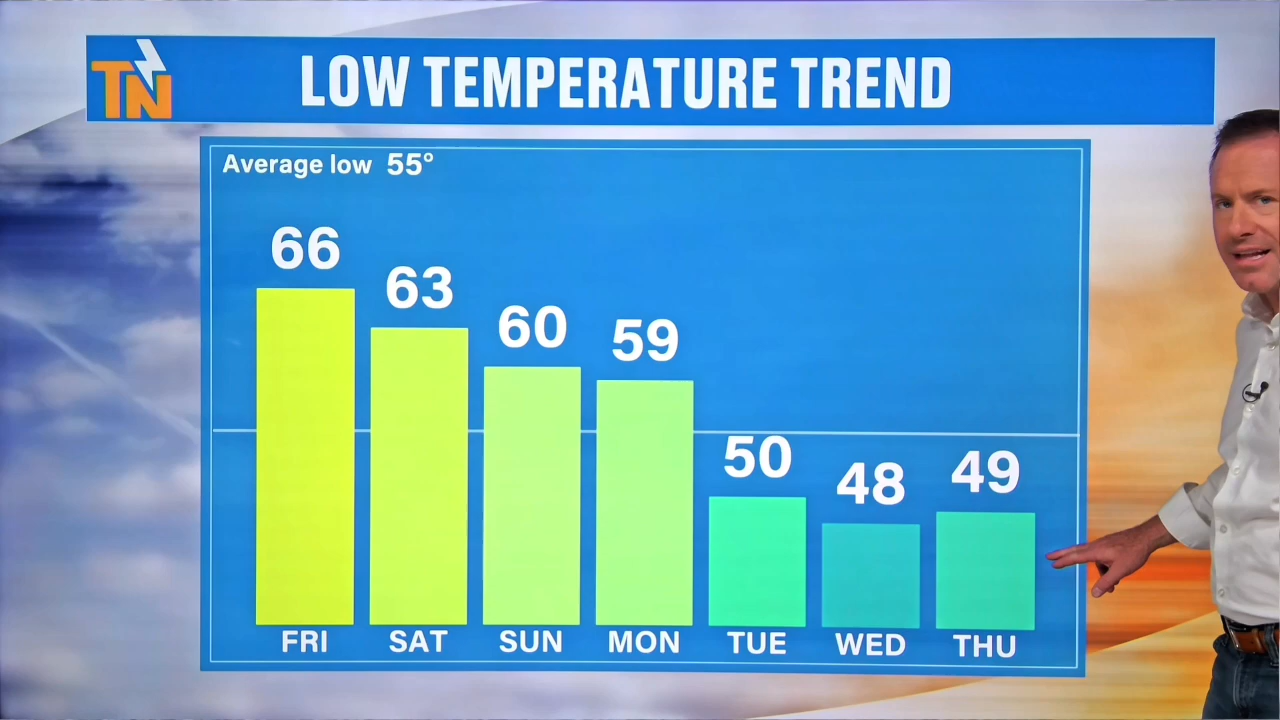 TN
LOW TEMPERATURE TREND
Average low 55°
66
63
60
59
50
48
49
FRI
SAT
SUN
MON
TUE
WED
THU